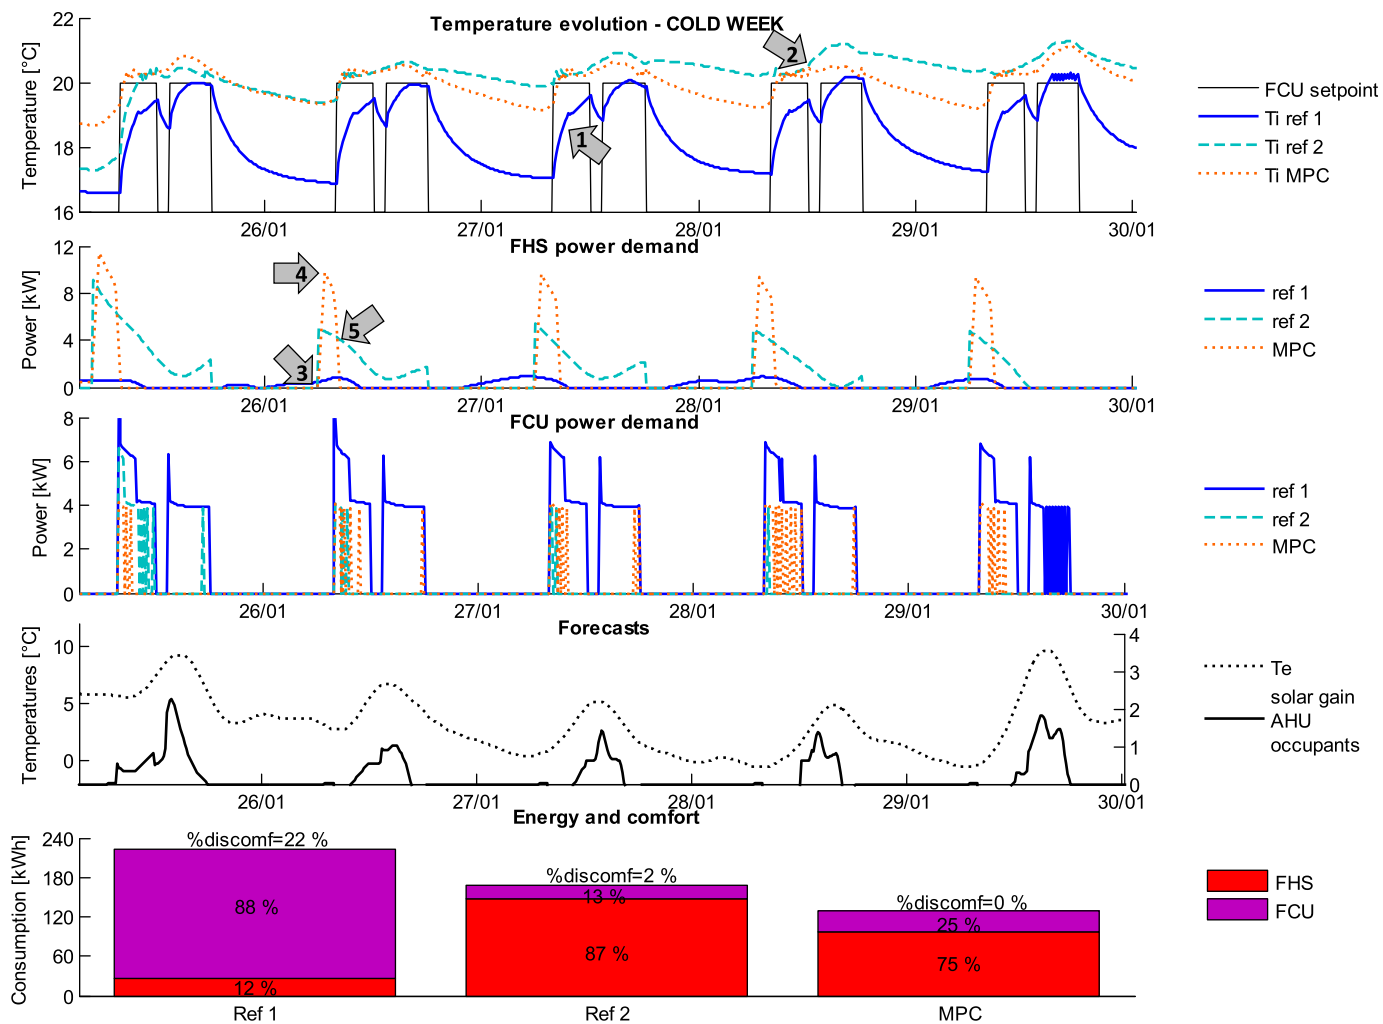 Temperature evolution - COLD WEEK
22
20
18
16
Temperature [°C]
26/01
27/01
28/01
29/01
30/01
1
2
FCU setpoint
Ti ref 1
Ti ref 2
Ti MPC
FHS power demand
12
8
4
0
Power [kW]
26/01
27/01
28/01
29/01
30/01
3
4
5
ref 1
ref 2
MPC
FCU power demand
8
6
4
2
0
Power [kW]
26/01
27/01
28/01
29/01
30/01
ref 1
ref 2
MPC
Forecasts
10
5
0
Temperatures [°C]
4
3
2
1
0
26/01
27/01
28/01
29/01
30/01
Te
solar gain
AHU
occupants
Energy and comfort
240
180
120
60
0
Consumption [kWh]
%discomf=22 %
88 %
12 %
%discomf=2 %
13 %
87 %
%discomf=0 %
25 %
75 %
Ref 1
Ref 2
MPC
FHS
FCU